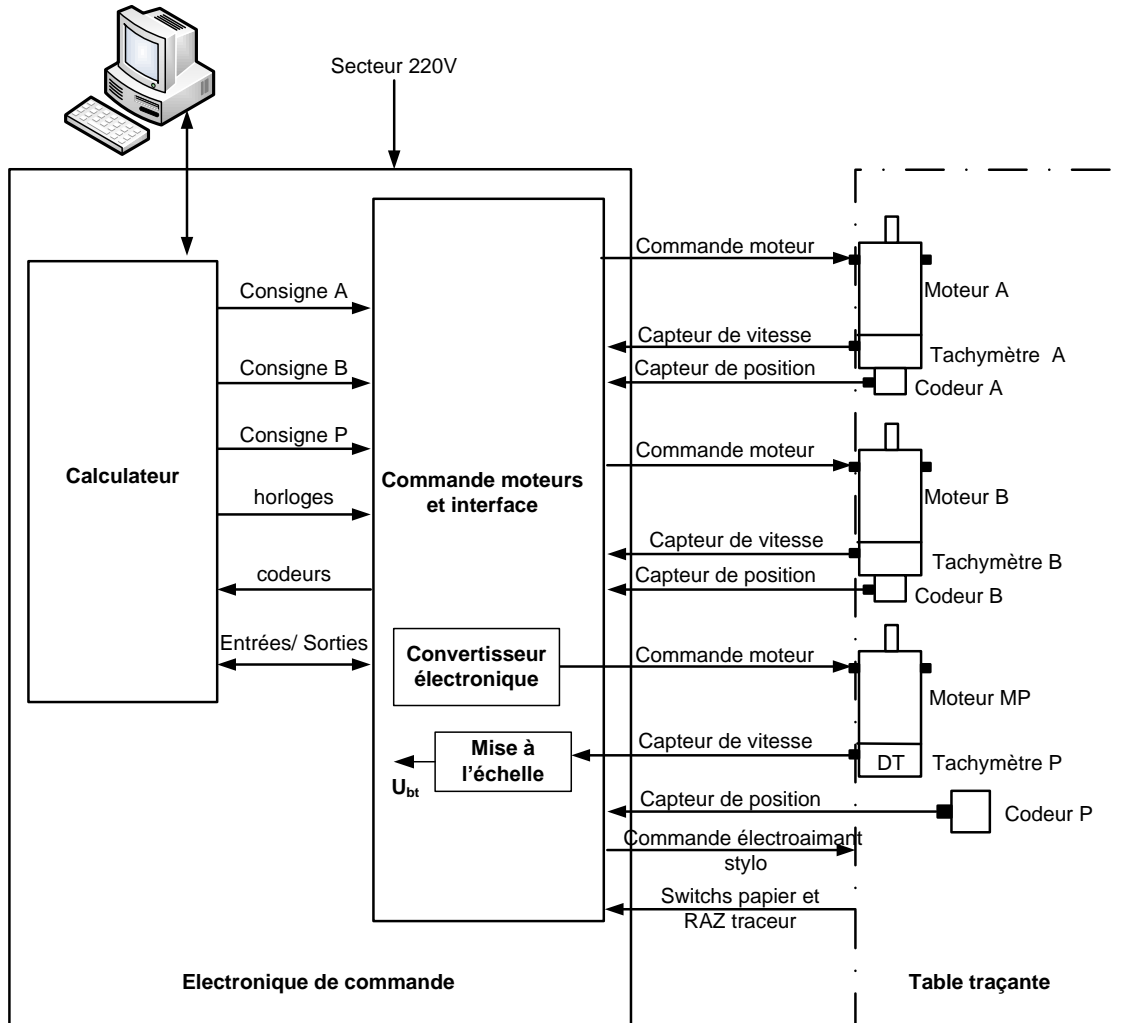 Secteur 220V
Commande moteur
Consigne A
Moteur A
Capteur de vitesse
Tachymètre A
Capteur de position
Codeur A
Consigne B
Consigne P
Commande moteur
Calculateur
Commande moteurs
et interface
horloges
Moteur B
Capteur de vitesse
Tachymètre B
codeurs
Capteur de position
Codeur B
Entrées/ Sorties
Convertisseur
électronique
Commande moteur
Moteur MP
Mise à
l'échelle
Capteur de vitesse
DT
Tachymètre P
Ubt
Capteur de position
Codeur P
Commande électroaimant
stylo
Switchs papier et
RAZ traceur
Electronique de commande
Table traçante